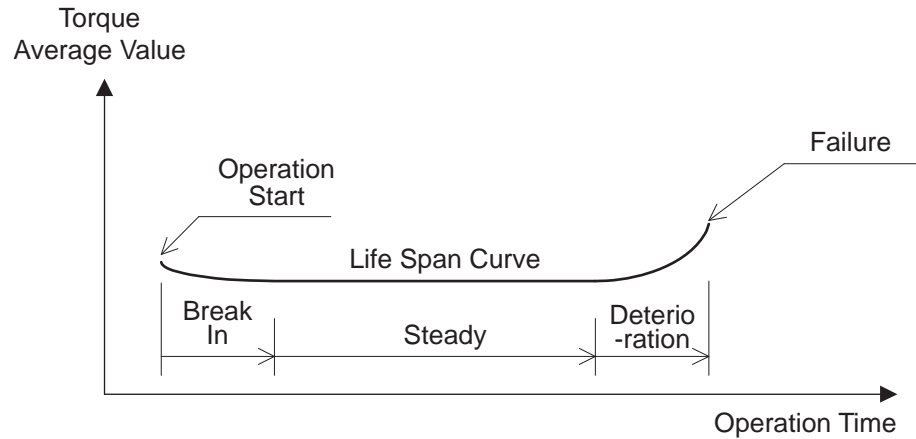 Torque
Average Value
Failure
Operation
Start
Life Span Curve
Break
In
Steady
Deterio
-ration
Operation Time